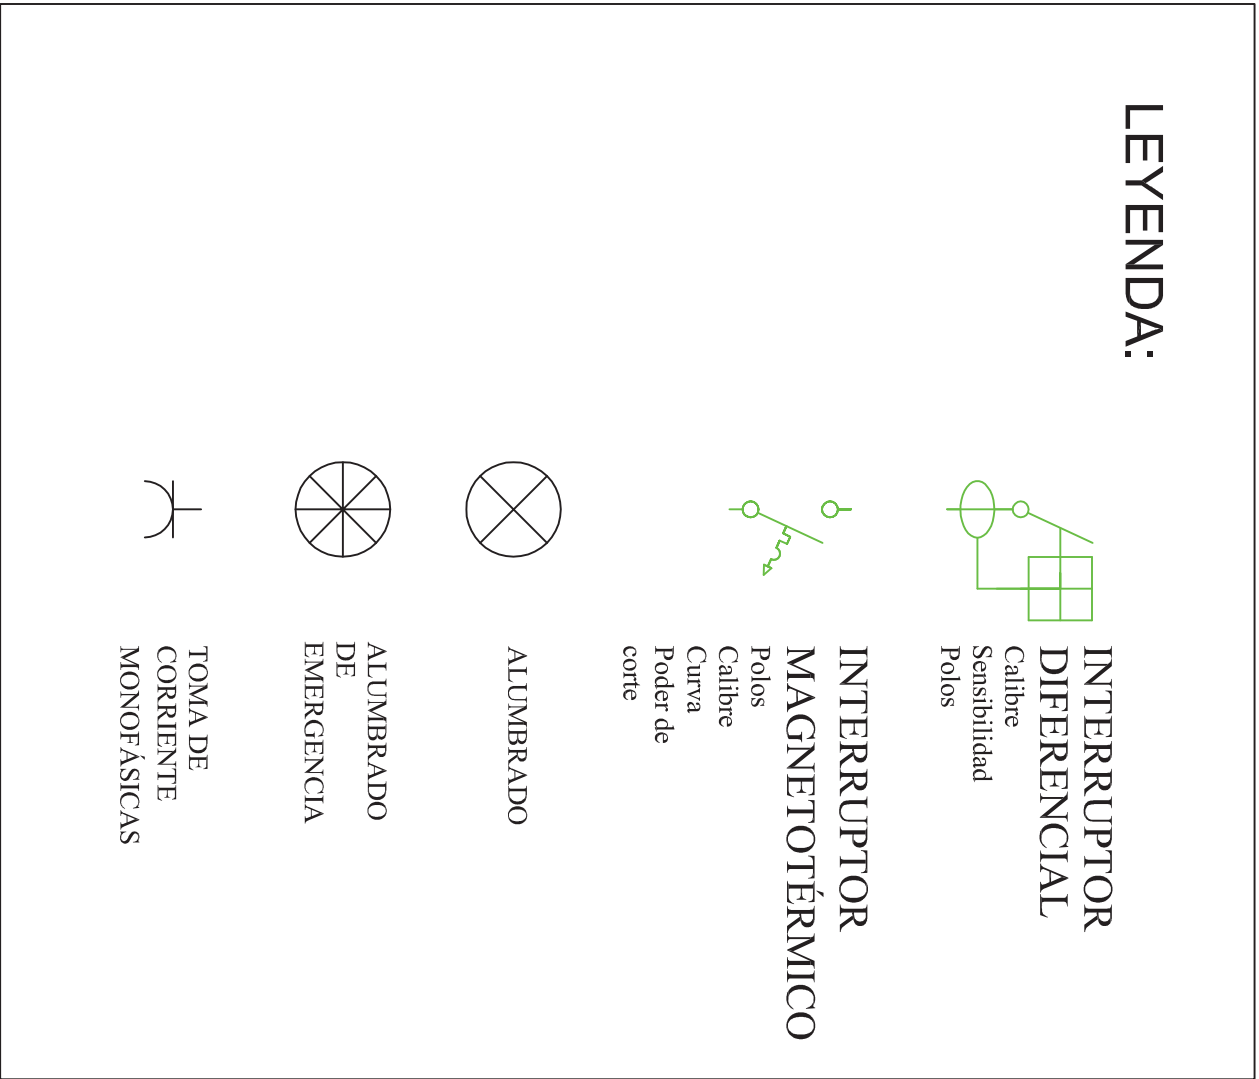 LEYENDA:
INTERRUPTOR
DIFERENCIAL
Calibre
Sensibilidad
Polos
INTERRUPTOR
MAGNETOTÉRMICO
Polos
Calibre
Curva
Poder de
corte
ALUMBRADO
ALUMBRADO
DE
EMERGENCIA
TOMA DE
CORRIENTE
MONOFÁSICAS